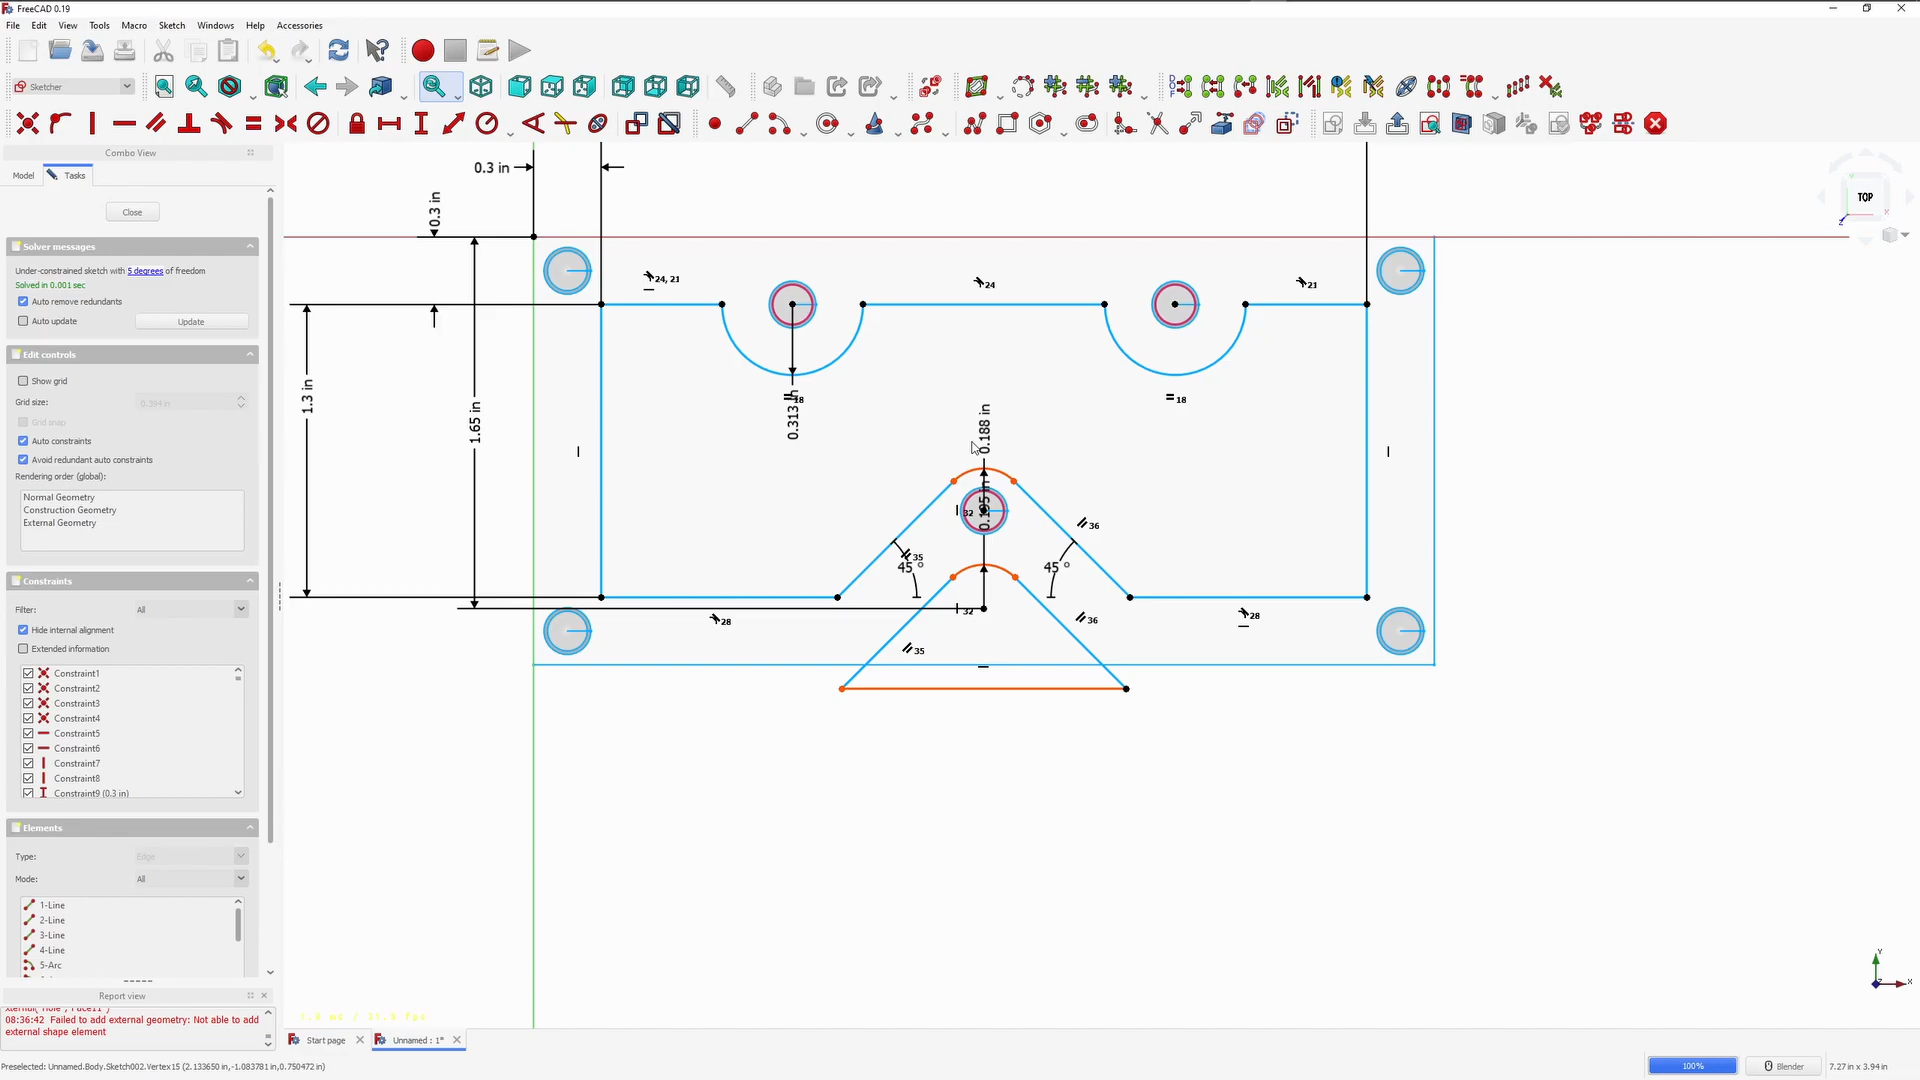 FreeCAD 0.19
File Edit View Tools Macro Sketch Windows Help Accessories
Sketcher
Combo View
Model Tasks
Close
Solver messages
Under-constrained sketch with 5 degrees of freedom
Solved in 0.001 sec
Auto remove redundants
Auto update Update
Edit controls
Show grid
Grid size: 0.394 in
Grid snap
Auto constraints
Avoid redundant auto constraints
Rendering order (global):
Normal Geometry
Construction Geometry
External Geometry
Constraints
Filter: All
Hide internal alignment
Extended information
Constraint1
Constraint2
Constraint3
Constraint4
Constraint5
Constraint6
Constraint7
Constraint8
Constraint9 (0.3 in)
Elements
Type: Edge
Mode: All
1-Line
2-Line
3-Line
4-Line
5-Arc
Report view
08:36:42 Failed to add external geometry: Not able to add
external shape element
0.3 in
0.3 in
24, 21
24
21
1.3 in
1.65 in
18
0.313 in
18
0.188 in
32
36
35
45 °
45 °
32
28
36
28
35
TOP
Y
X
Start page
Unnamed : 1*
Preselected: Unnamed.Body.Sketch002.Vertex15 (2.133650 in,-1.083781 in,0.750472 in)
100%
Blender
7.27 in x 3.94 in